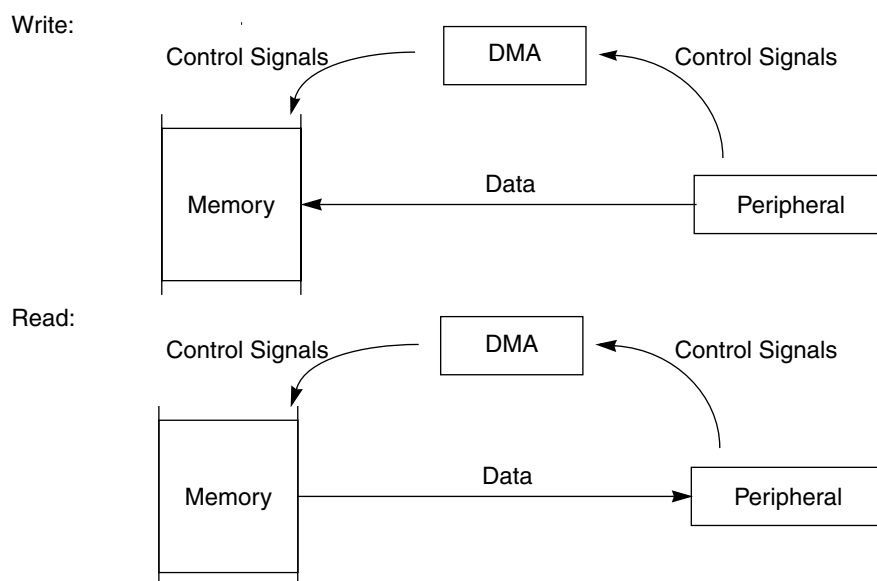 Write:
Control Signals
DMA
Control Signals
Data
Memory
Peripheral
Read:
Control Signals
DMA
Control Signals
Data
Memory
Peripheral